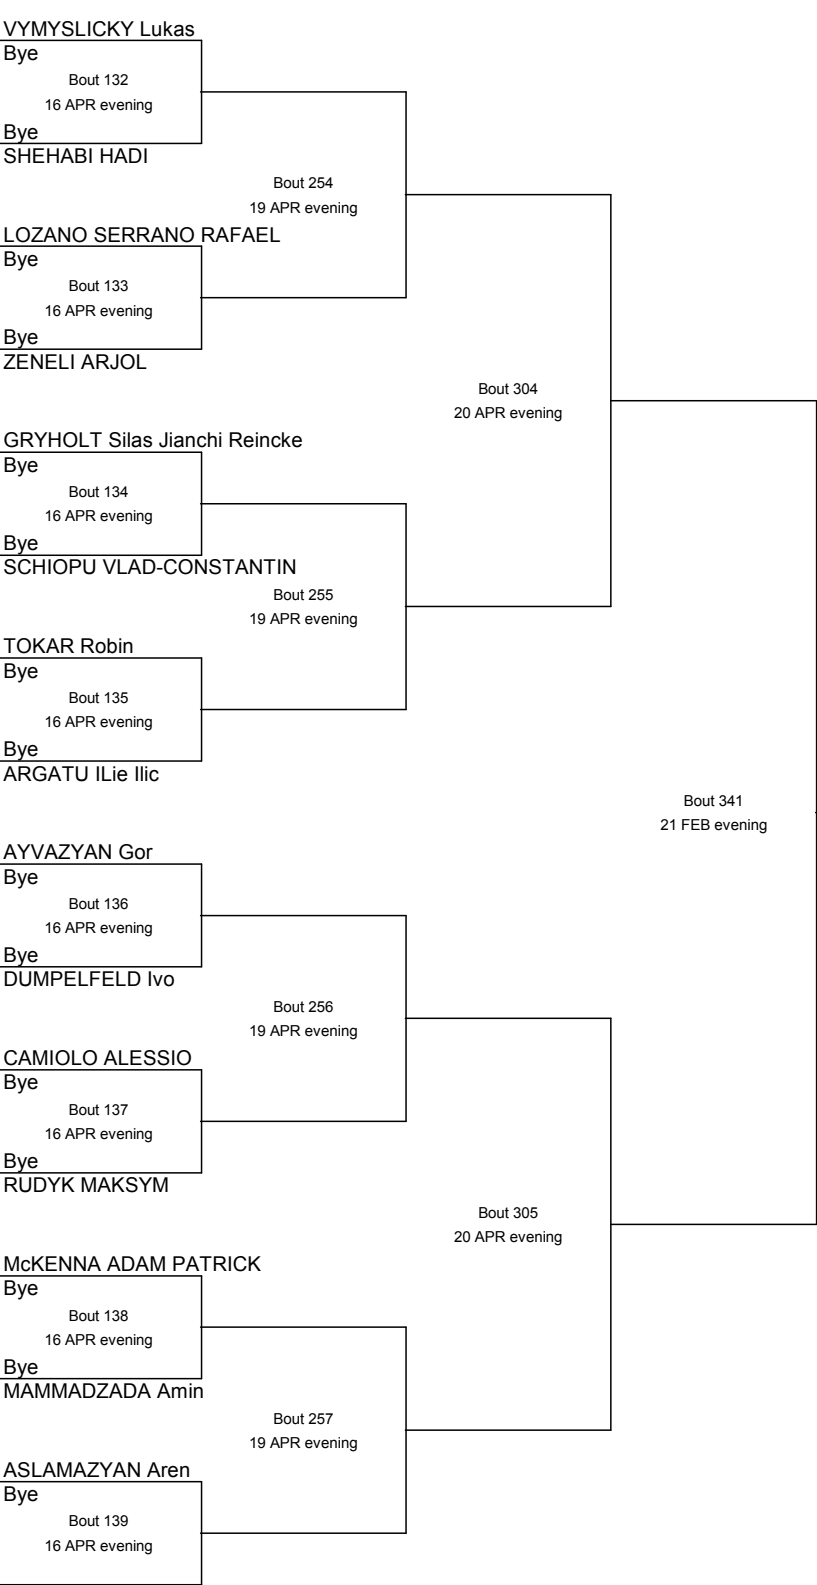 VYMYSLICKY Lukas
Bye
Bout 132
16 APR evening
Bye
SHEHABI HADI
Bout 254
19 APR evening
LOZANO SERRANO RAFAEL
Bye
Bout 133
16 APR evening
Bye
ZENELI ARJOL
Bout 304
20 APR evening
GRYHOLT Silas Jianchi Reincke
Bye
Bout 134
16 APR evening
Bye
SCHIOPU VLAD-CONSTANTIN
Bout 255
19 APR evening
TOKAR Robin
Bye
Bout 135
16 APR evening
Bye
ARGATU ILie Ilic
Bout 341
21 FEB evening
AYVAZYAN Gor
Bye
Bout 136
16 APR evening
Bye
DUMPELFELD Ivo
Bout 256
19 APR evening
CAMIOLO ALESSIO
Bye
Bout 137
16 APR evening
Bye
RUDYK MAKSYM
Bout 305
20 APR evening
McKENNA ADAM PATRICK
Bye
Bout 138
16 APR evening
Bye
MAMMADZADA Amin
Bout 257
19 APR evening
ASLAMAZYAN Aren
Bye
Bout 139
16 APR evening